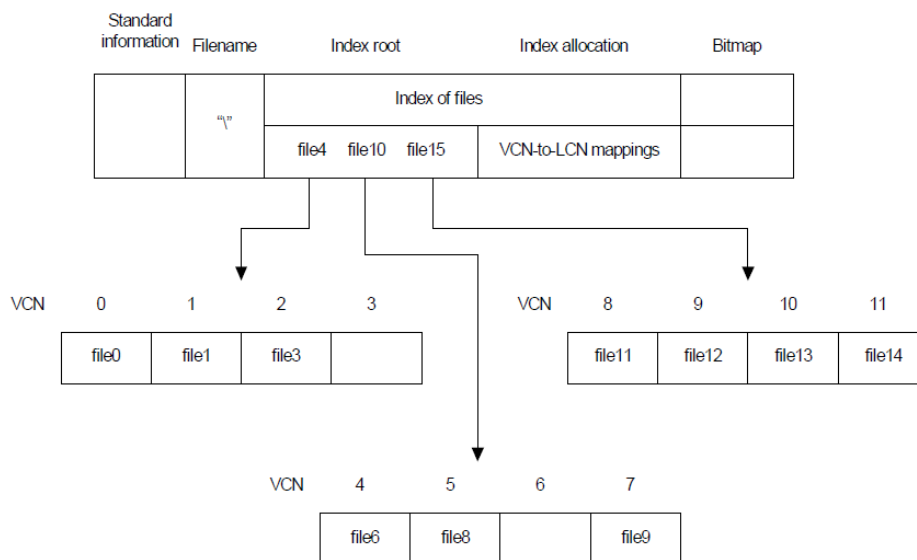 Standard
information Filename Index root Index allocation Bitmap
Index of files
"\"
file4 file10 file15 VCN-to-LCN mappings
VCN 0 1 2 3 VCN 8 9 10 11
file0 file1 file3 file11 file12 file13 file14
VCN 4 5 6 7
file6 file8 file9